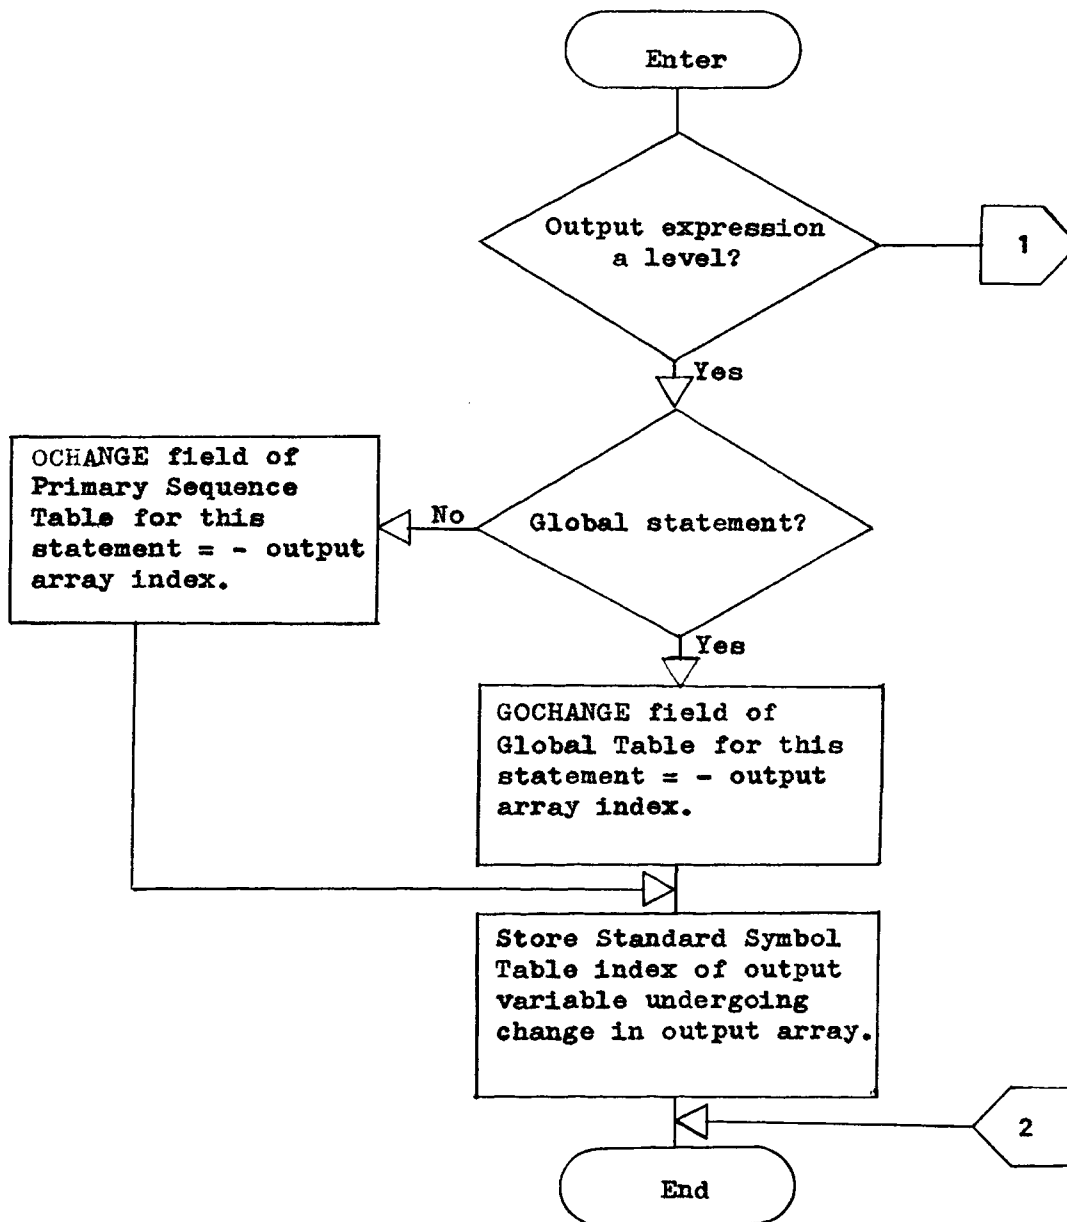 Enter
Output expression
a level?
1
Yes
OCHANGE field of
Primary Sequence
Table for this
statement = - output
array index.
No
Global statement?
Yes
GOCHANGE field of
Global Table for this
statement = - output
array index.
Store Standard Symbol
Table index of output
variable undergoing
change in output array.
2
End